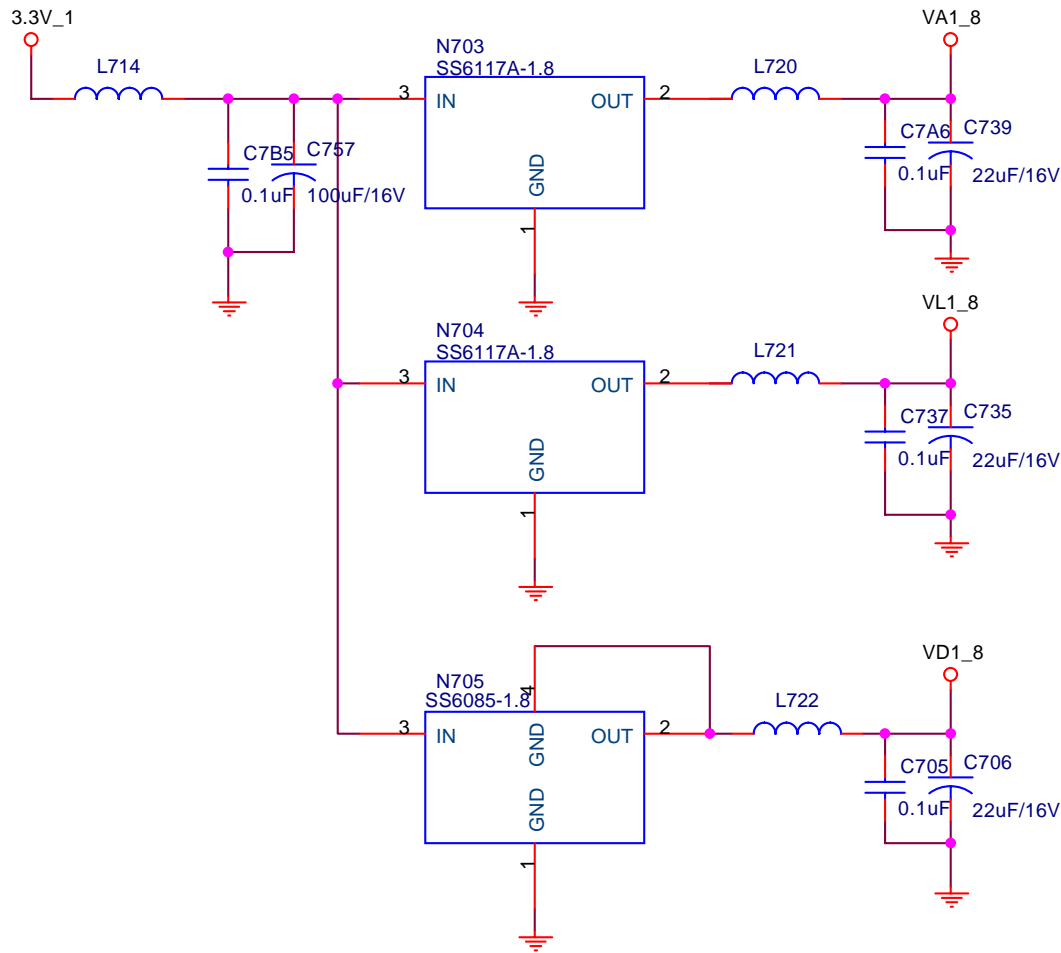 3.3V_1
L714
C7B5
0.1uF
C757
100uF/16V
N703
SS6117A-1.8
3
IN
OUT
2
GND
1
L720
VA1_8
C7A6
0.1uF
C739
22uF/16V
N704
SS6117A-1.8
3
IN
OUT
2
GND
1
L721
VL1_8
C737
0.1uF
C735
22uF/16V
N705
SS6085-1.8
4
3
IN
GND
OUT
2
GND
1
L722
VD1_8
C705
0.1uF
C706
22uF/16V